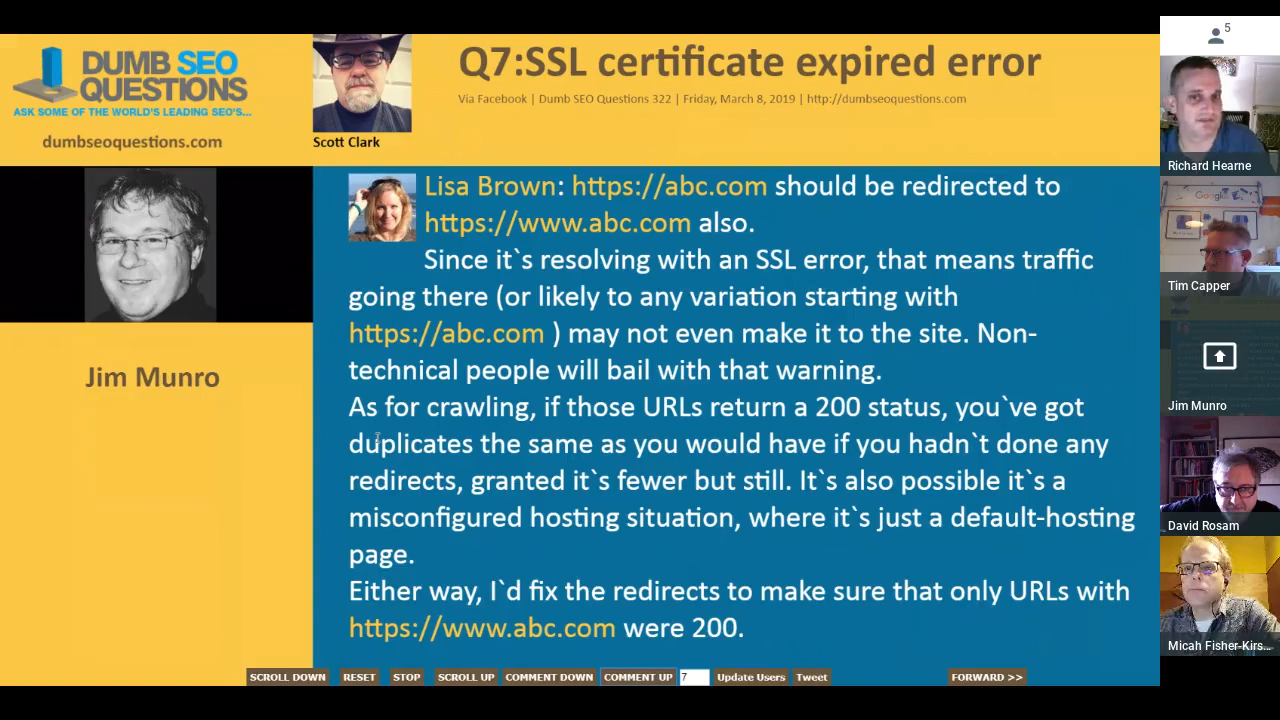 DUMB SEO
QUESTIONS
ASK SOME OF THE WORLD'S LEADING SEO'S...
dumbseoquestions.com
Scott Clark
Q7:SSL certificate expired error
Via Facebook | Dumb SEO Questions 322 | Friday, March 8, 2019 | http://dumbseoquestions.com
Jim Munro
Lisa Brown: https://abc.com should be redirected to
https://www.abc.com also.
Since it`s resolving with an SSL error, that means traffic
going there (or likely to any variation starting with
https://abc.com ) may not even make it to the site. Non-
technical people will bail with that warning.
As for crawling, if those URLs return a 200 status, you`ve got
duplicates the same as you would have if you hadn`t done any
redirects, granted it`s fewer but still. It`s also possible it`s a
misconfigured hosting situation, where it`s just a default-hosting
page.
Either way, I`d fix the redirects to make sure that only URLs with
https://www.abc.com were 200.
SCROLL DOWN RESET STOP SCROLL UP COMMENT DOWN COMMENT UP 7 Update Users Tweet FORWARD >>
5
Richard Hearne
Google
Tim Capper
Jim Munro
David Rosam
Micah Fisher-Kirs...